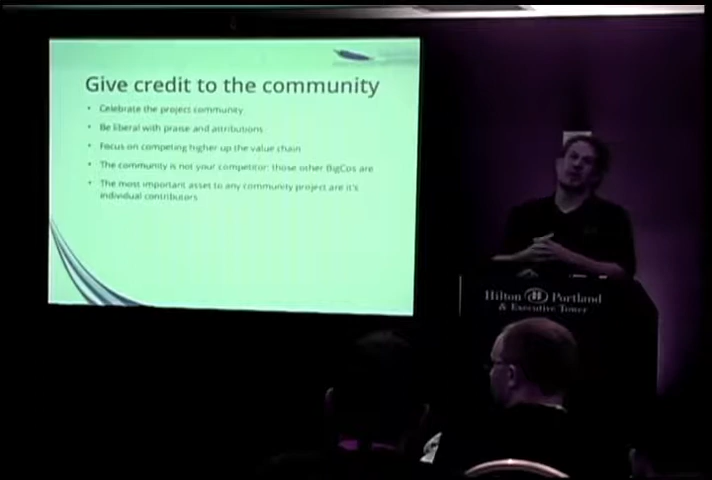 Give credit to the community
• Celebrate the project community
• Be liberal with praise and attributions
• Focus on competing higher up the value chain
• The community is not your competitor: those other BigCos are
• The most important asset to any community project are it's
individual contributors
Hilton Portland
& Executive Tower